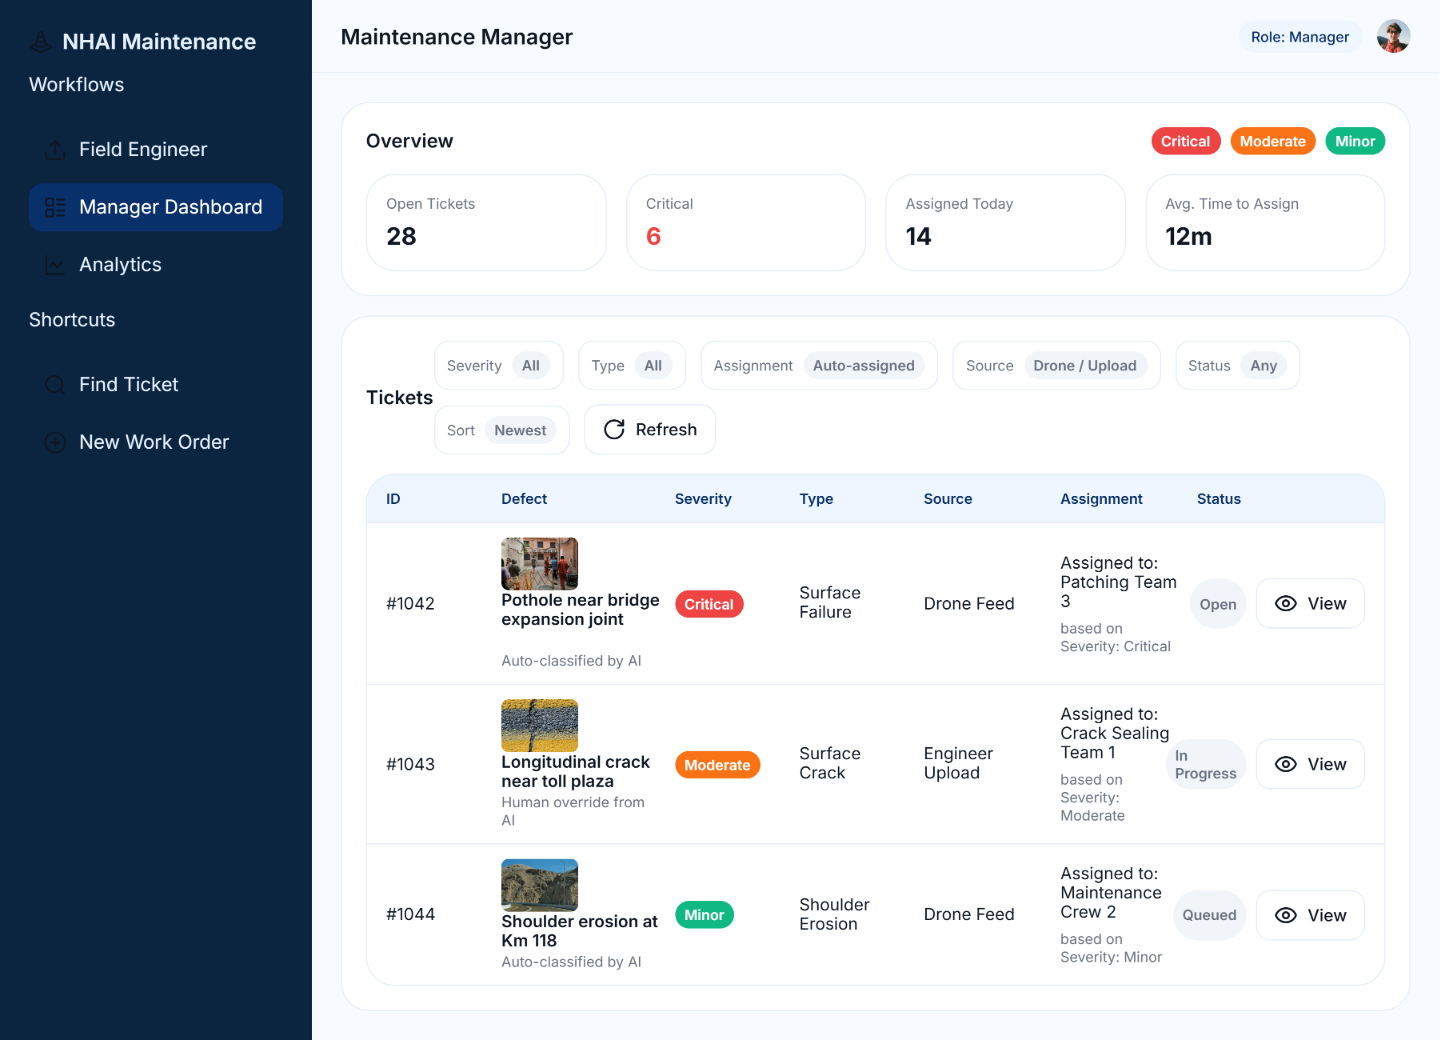 NHAI Maintenance
Workflows
Field Engineer
Manager Dashboard
Analytics
Shortcuts
Find Ticket
New Work Order
Maintenance Manager
Role: Manager
Overview
Critical
Moderate
Minor
Open Tickets
28
Critical
6
Assigned Today
14
Avg. Time to Assign
12m
Tickets
Severity All
Type All
Assignment Auto-assigned
Source Drone / Upload
Status Any
Sort Newest
Refresh
ID
Defect
Severity
Type
Source
Assignment
Status
#1042
Pothole near bridge
expansion joint
Auto-classified by AI
Critical
Surface
Failure
Drone Feed
Assigned to:
Patching Team
3
based on
Severity: Critical
Open
View
#1043
Longitudinal crack
near toll plaza
Human override from
AI
Moderate
Surface
Crack
Engineer
Upload
Assigned to:
Crack Sealing
Team 1
based on
Severity:
Moderate
In
Progress
View
#1044
Shoulder erosion at
Km 118
Auto-classified by AI
Minor
Shoulder
Erosion
Drone Feed
Assigned to:
Maintenance
Crew 2
based on
Severity: Minor
Queued
View